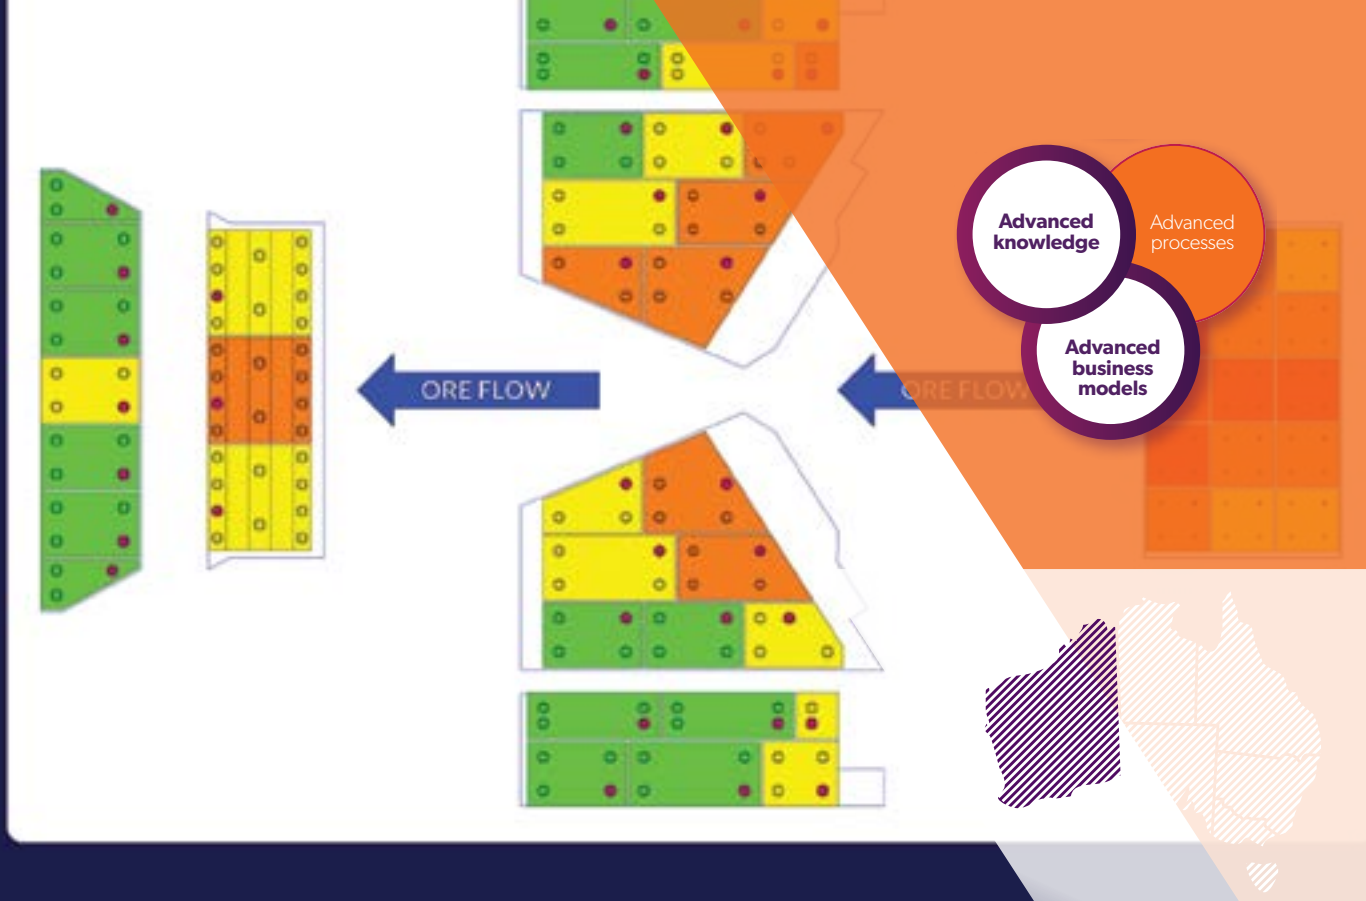 Advanced
knowledge
Advanced
processes
Advanced
business
models
ORE FLOW
ORE FLOW